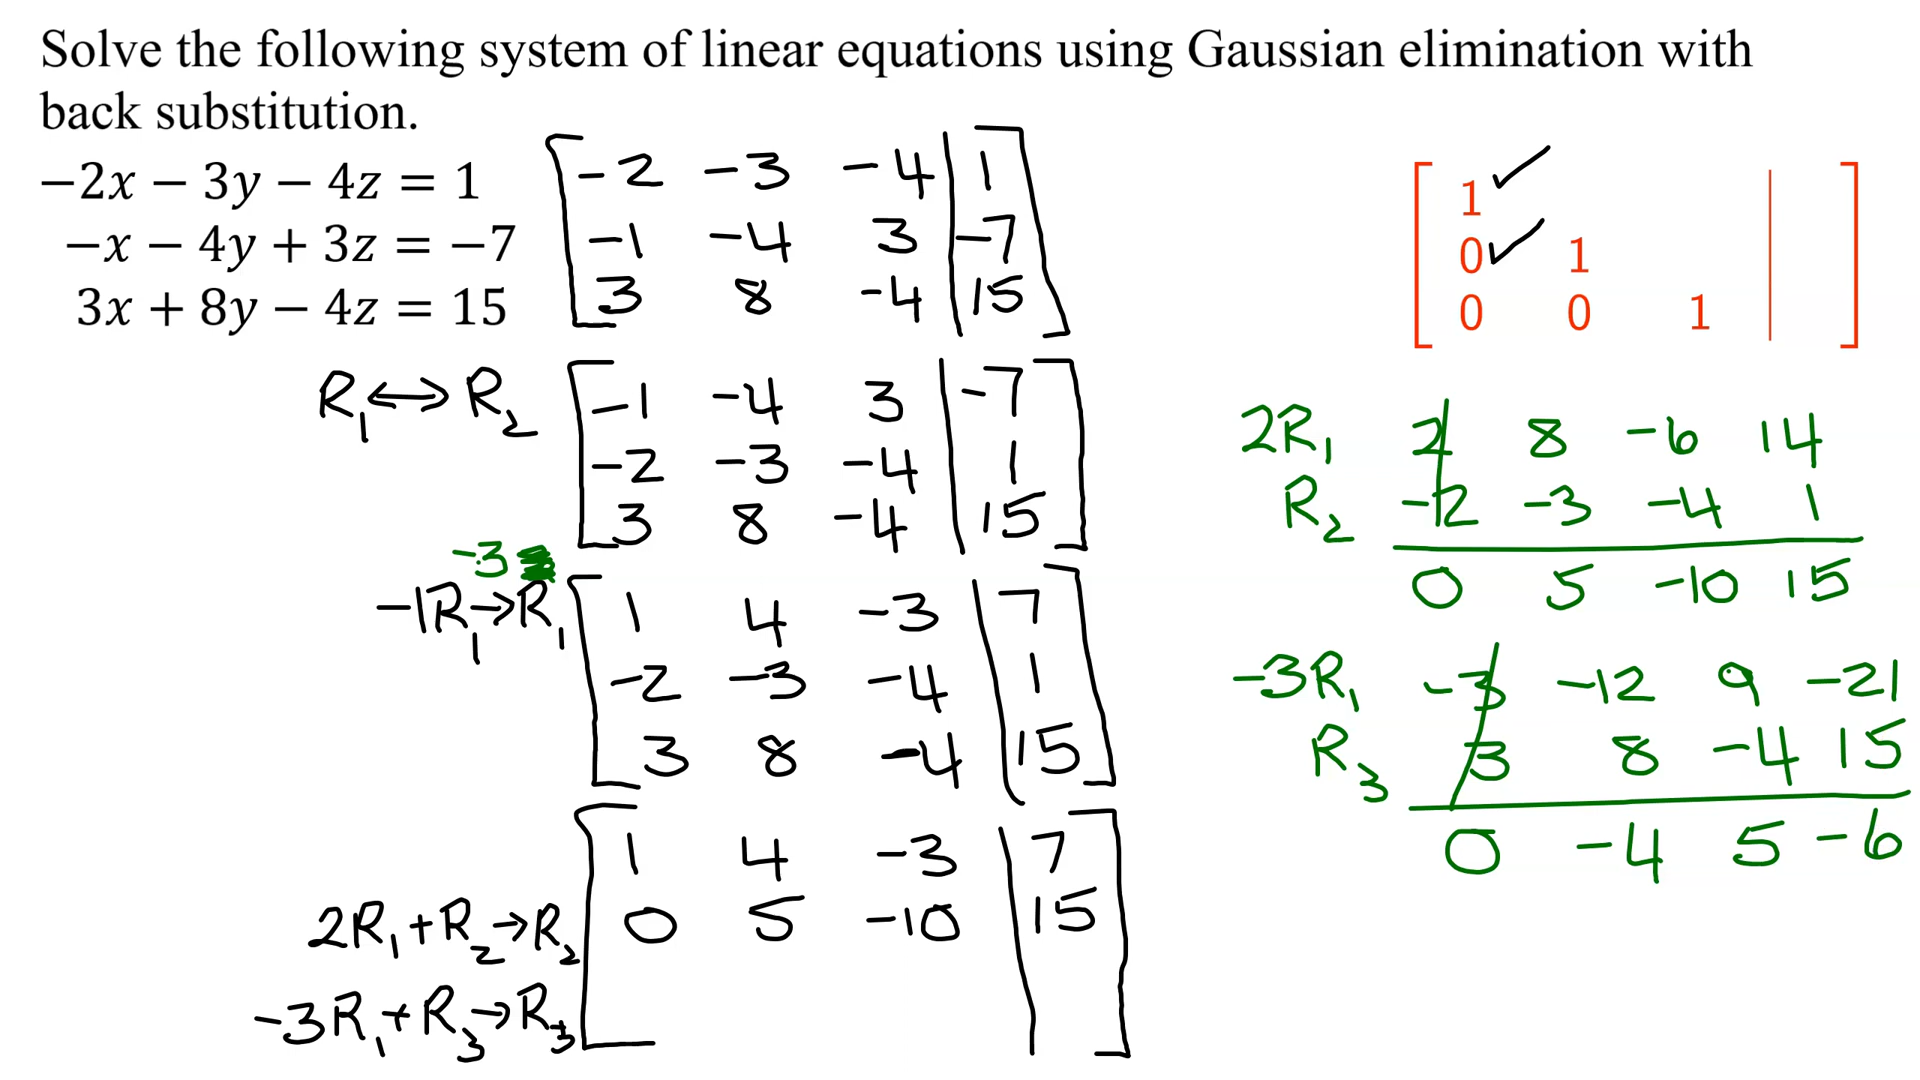 Solve the following system of linear equations using Gaussian elimination with
back substitution.
−2x − 3y − 4z = 1
−x − 4y + 3z = −7
3x + 8y − 4z = 15
-2 -3 -4 | 1
-1 -4 3 | -7
3 8 -4 | 15
R₁ ↔ R₂
-1 -4 3 | -7
-2 -3 -4 | 1
3 8 -4 | 15
-3
-1R₁ → R₁
1 4 -3 | 7
-2 -3 -4 | 1
3 8 -4 | 15
1 4 -3 | 7
2R₁ + R₂ → R₂ 0 5 -10 | 15
-3R₁ + R₃ → R₃
1 ✓
0 ✓ 1
0 0 1
2R₁ 2 8 -6 14
R₂ -2 -3 -4 1
0 5 -10 15
-3R₁ -3 -12 9 -21
R₃ 3 8 -4 15
0 -4 5 -6